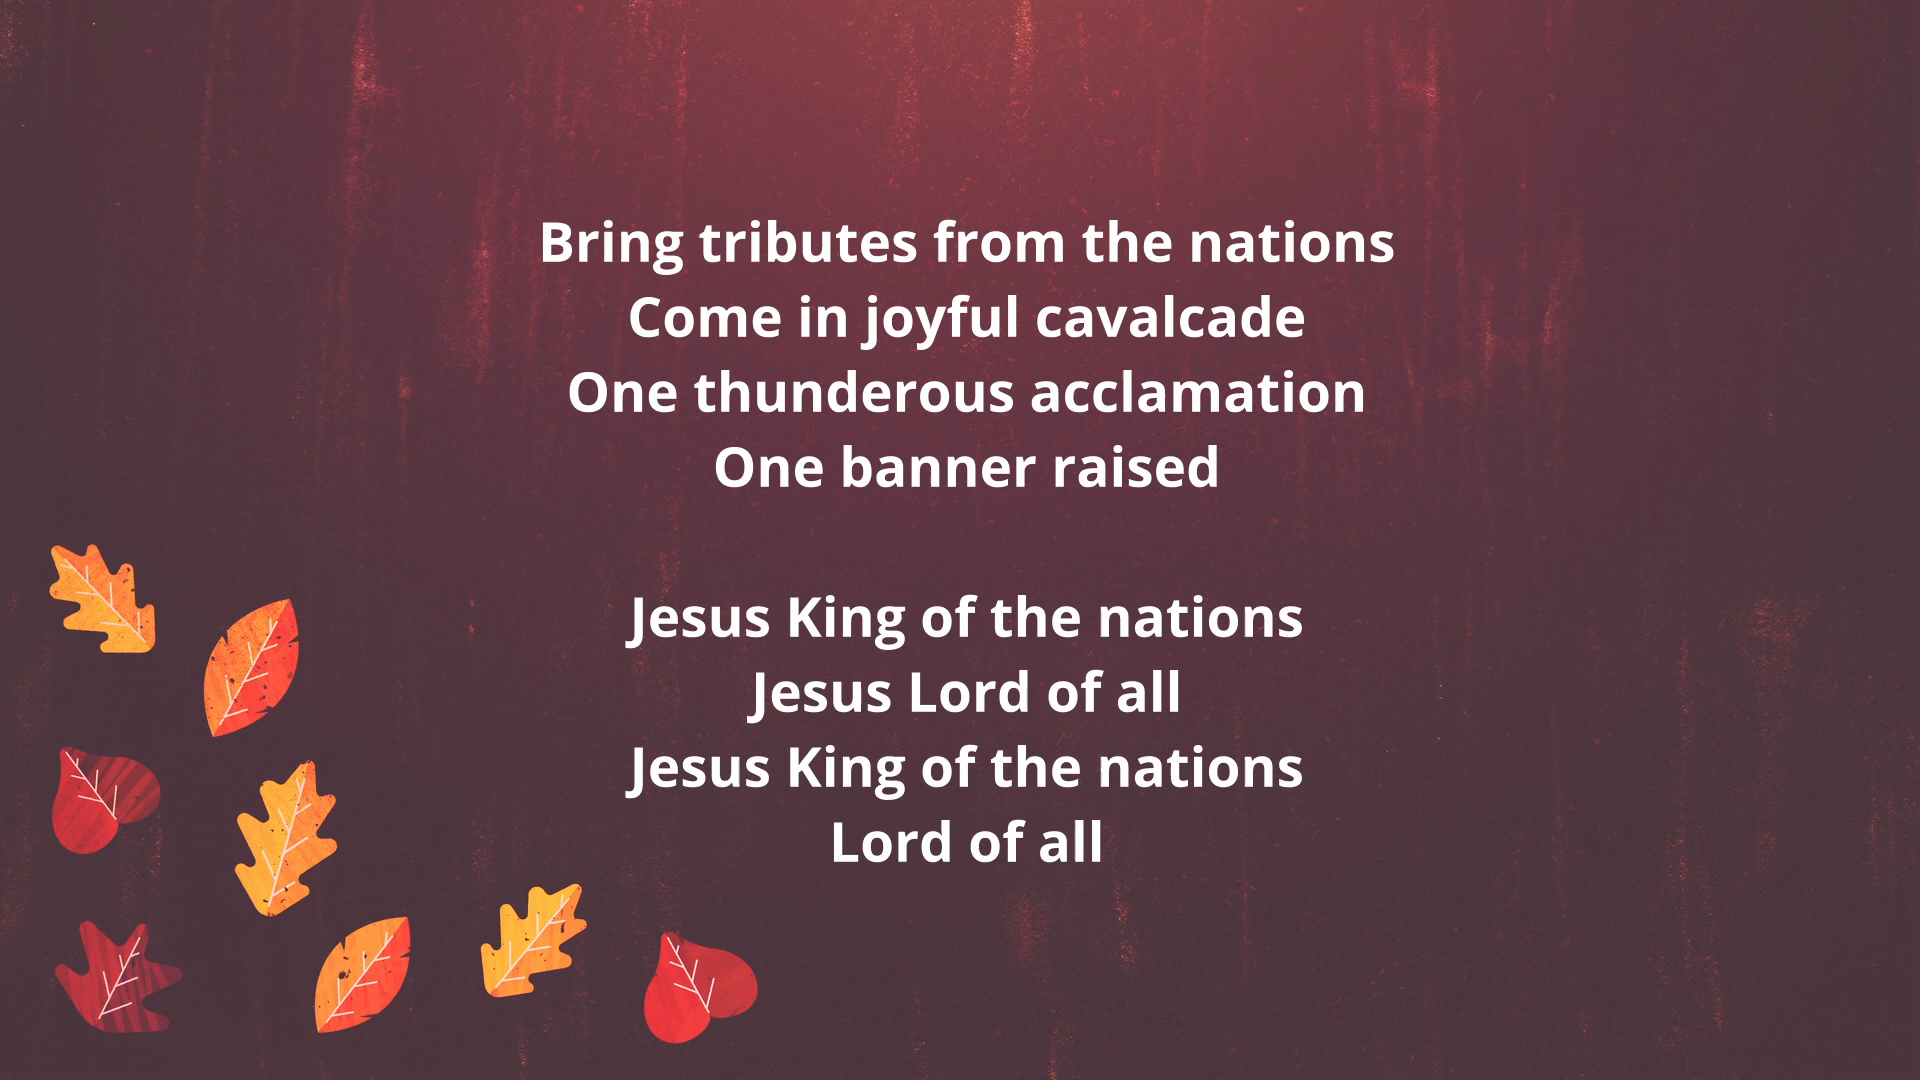 Bring tributes from the nations
Come in joyful cavalcade
One thunderous acclamation
One banner raised
Jesus King of the nations
Jesus Lord of all
Jesus King of the nations
Lord of all